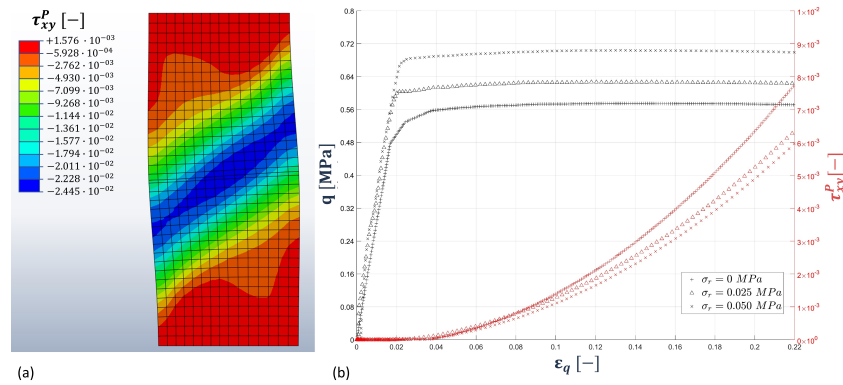 τ_xy^P [−]
+1.576 · 10⁻⁰³
−5.928 · 10⁻⁰⁴
−2.762 · 10⁻⁰³
−4.930 · 10⁻⁰³
−7.099 · 10⁻⁰³
−9.268 · 10⁻⁰³
−1.144 · 10⁻⁰²
−1.361 · 10⁻⁰²
−1.577 · 10⁻⁰²
−1.794 · 10⁻⁰²
−2.011 · 10⁻⁰²
−2.228 · 10⁻⁰²
−2.445 · 10⁻⁰²
(a)
q [MPa]
0.8
0.72
0.64
0.56
0.48
0.4
0.32
0.24
0.16
0.08
0
0
0.02
0.04
0.06
0.08
0.1
0.12
0.14
0.16
0.18
0.2
0.22
ε_q [−]
1×10⁻²
9×10⁻³
8×10⁻³
7×10⁻³
6×10⁻³
5×10⁻³
4×10⁻³
3×10⁻³
2×10⁻³
1×10⁻³
0×10⁰
τ_xy^P [−]
σ_r = 0 MPa
σ_r = 0.025 MPa
σ_r = 0.050 MPa
(b)